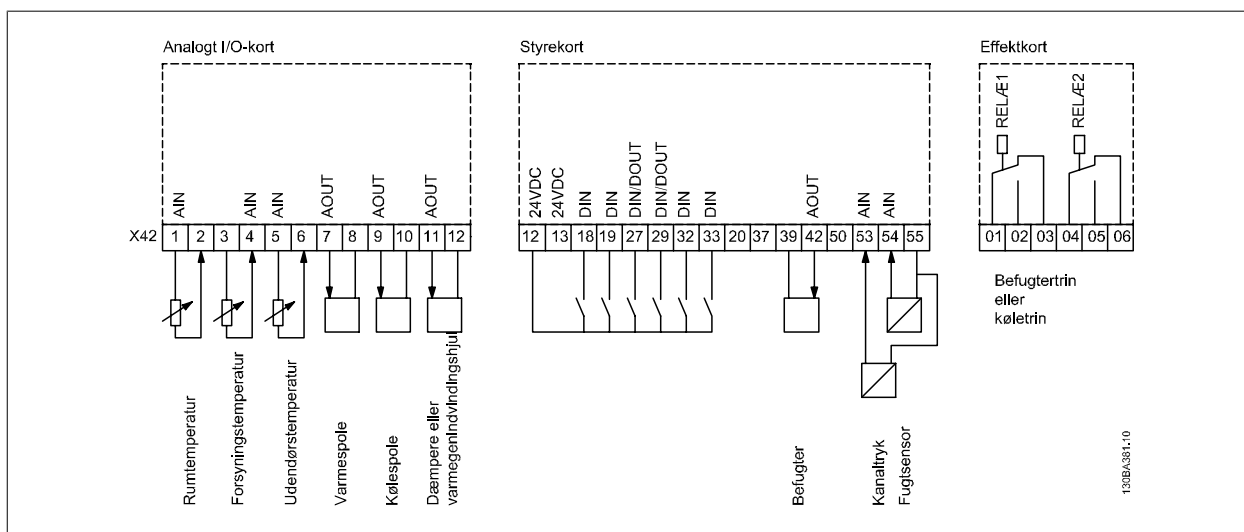 Analogt I/O-kort
AIN
AIN
AIN
AOUT
AOUT
AOUT
X42 1 2 3 4 5 6 7 8 9 10 11 12
Rumtemperatur
Forsyningstemperatur
Udendørstemperatur
Varmespole
Kølespole
Dæmpere eller
varmegenindvindingshjul
Styrekort
24VDC
24VDC
DIN
DIN
DIN/DOUT
DIN/DOUT
DIN
DIN
AOUT
AIN
AIN
12 13 18 19 27 29 32 33 20 37 39 42 50 53 54 55
Befugter
Kanaltryk
Fugtsensor
Effektkort
RELÆ1
RELÆ2
01 02 03 04 05 06
Befugtertrin
eller
køletrin
130BA381.10